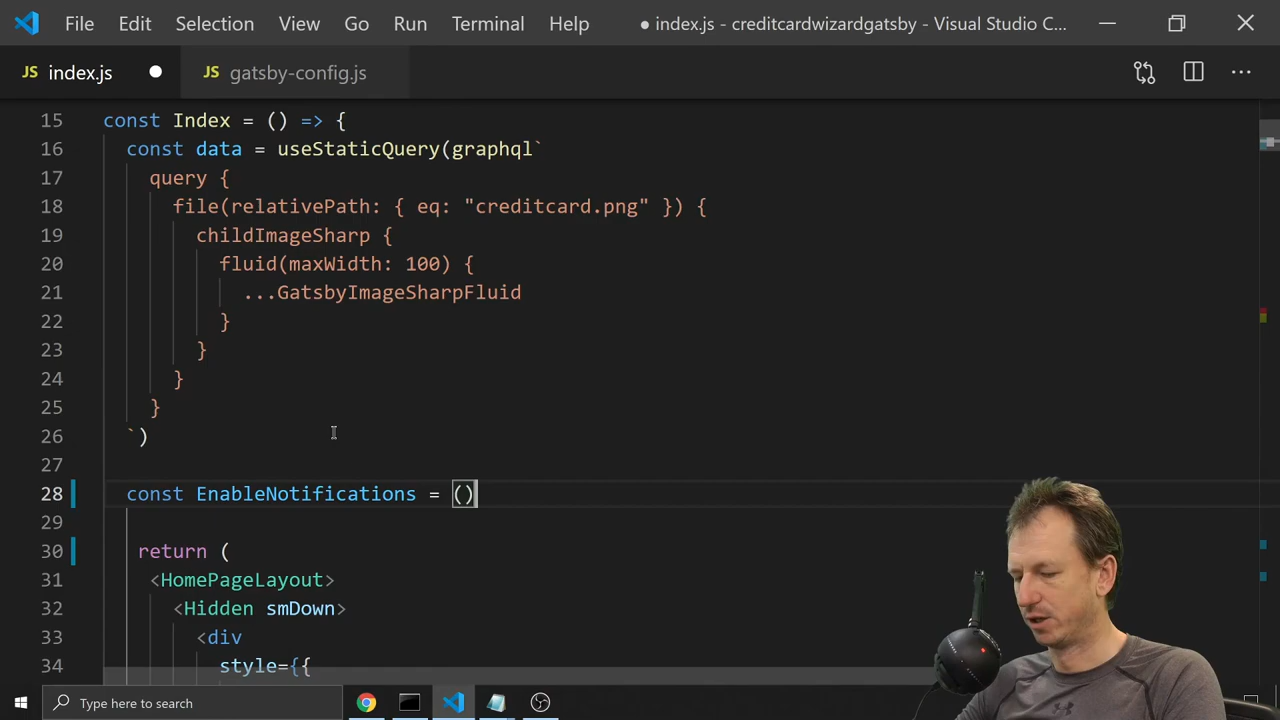 File Edit Selection View Go Run Terminal Help ● index.js - creditcardwizardgatsby - Visual Studio C...
JS index.js JS gatsby-config.js
15 const Index = () => {
16 const data = useStaticQuery(graphql`
17 query {
18 file(relativePath: { eq: "creditcard.png" }) {
19 childImageSharp {
20 fluid(maxWidth: 100) {
21 ...GatsbyImageSharpFluid
22 }
23 }
24 }
25 }
26 `)
27
28 const EnableNotifications = ()
29
30 return (
31 <HomePageLayout>
32 <Hidden smDown>
33 <div
34 style={{
Type here to search